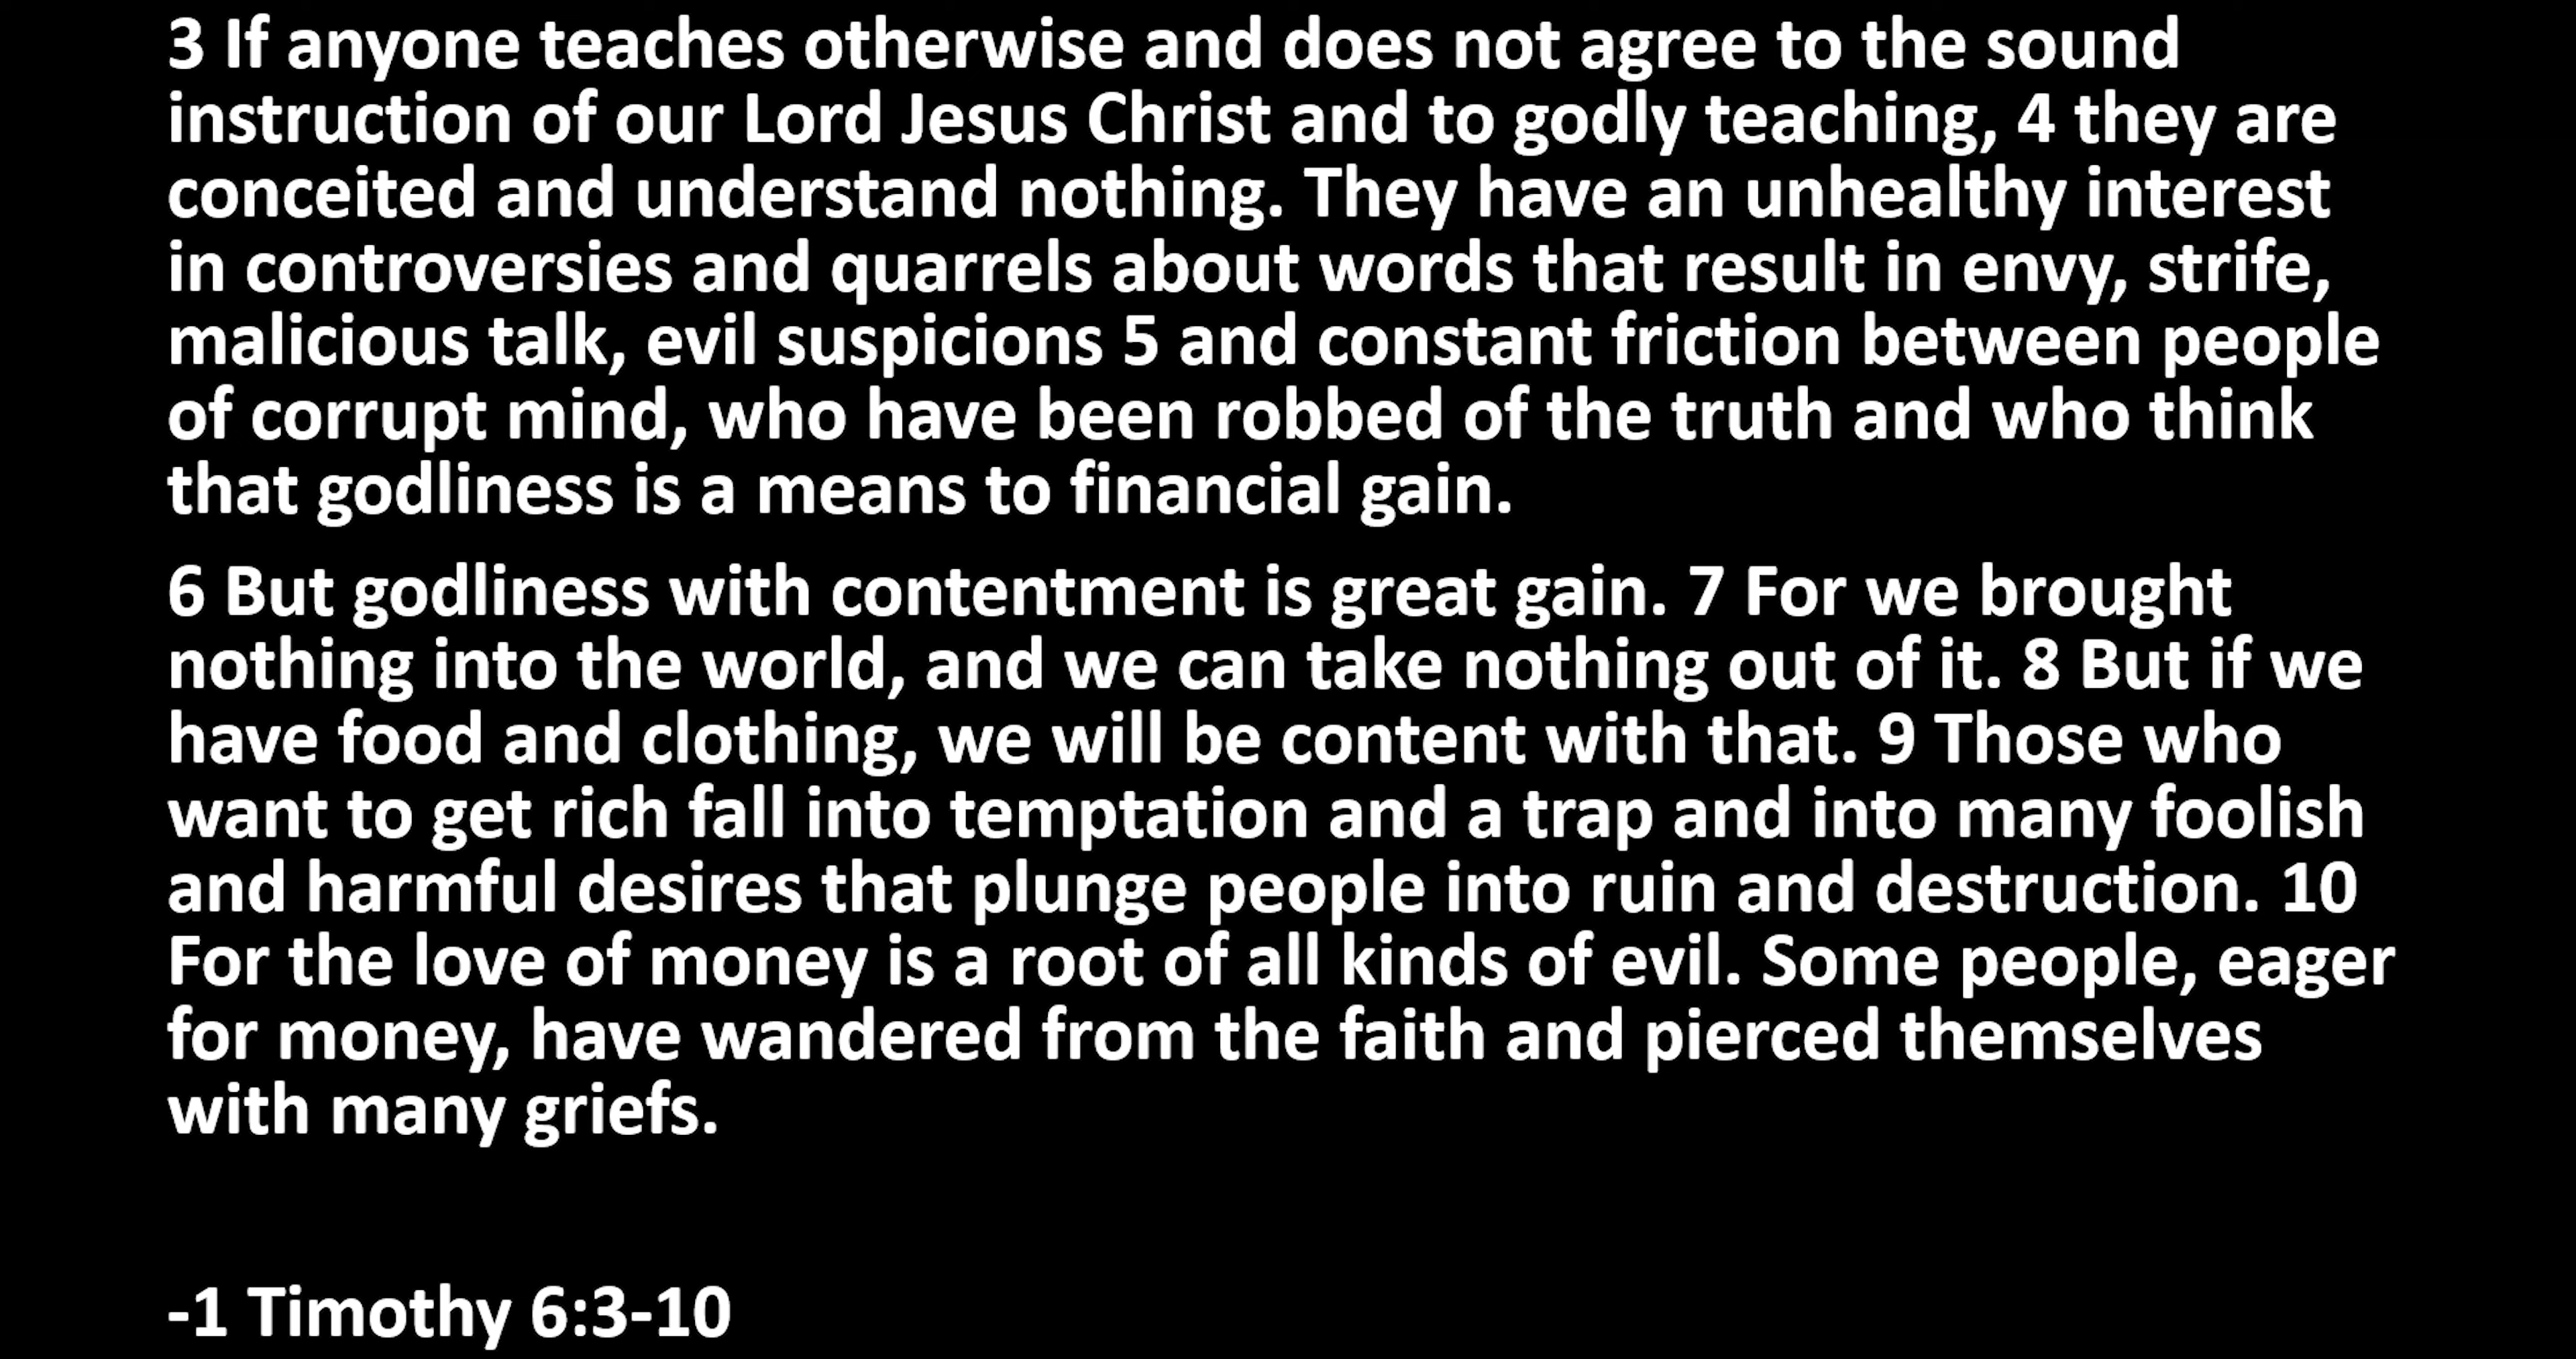 3 If anyone teaches otherwise and does not agree to the sound
instruction of our Lord Jesus Christ and to godly teaching, 4 they are
conceited and understand nothing. They have an unhealthy interest
in controversies and quarrels about words that result in envy, strife,
malicious talk, evil suspicions 5 and constant friction between people
of corrupt mind, who have been robbed of the truth and who think
that godliness is a means to financial gain.
6 But godliness with contentment is great gain. 7 For we brought
nothing into the world, and we can take nothing out of it. 8 But if we
have food and clothing, we will be content with that. 9 Those who
want to get rich fall into temptation and a trap and into many foolish
and harmful desires that plunge people into ruin and destruction. 10
For the love of money is a root of all kinds of evil. Some people, eager
for money, have wandered from the faith and pierced themselves
with many griefs.
-1 Timothy 6:3-10